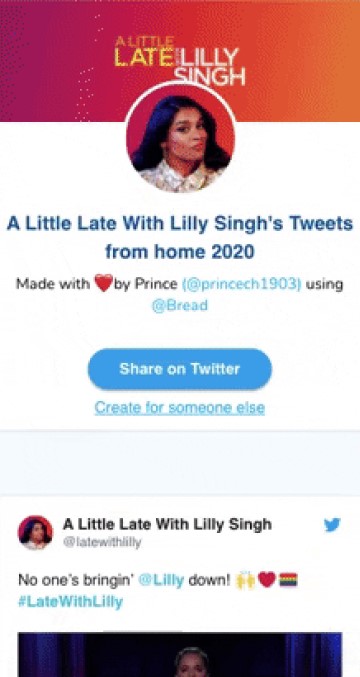 A LITTLE
LATE WITH LILLY
SINGH
A Little Late With Lilly Singh's Tweets
from home 2020
Made with ❤️by Prince (@princech1903) using
@Bread
Share on Twitter
Create for someone else
A Little Late With Lilly Singh
@latewithlilly
No one's bringin' @Lilly down! 🙌❤️🏳️‍🌈
#LateWithLilly